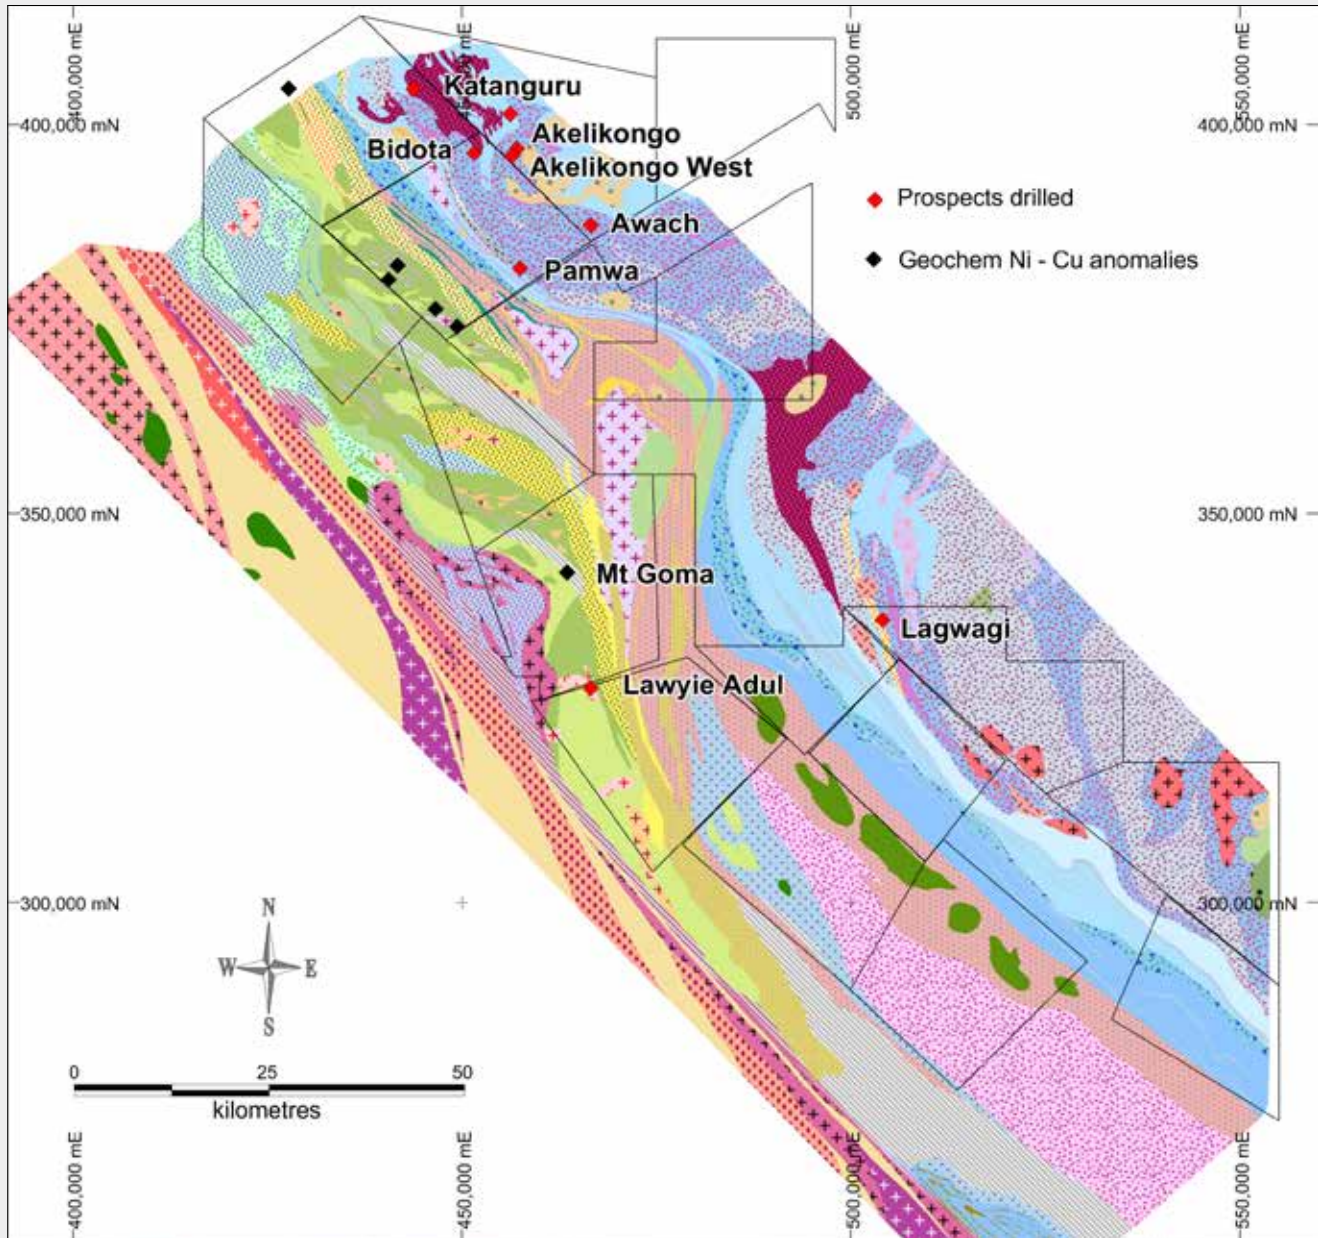 400,000 mE
450,000 mE
500,000 mE
550,000 mE
400,000 mN
400,000 mN
Katanguru
Akelikongo
Bidota
Akelikongo West
Awach
Pamwa
Prospects drilled
Geochem Ni - Cu anomalies
350,000 mN
350,000 mN
Mt Goma
Lagwagi
Lawyie Adul
300,000 mN
300,000 mN
N
W
E
S
0
25
50
kilometres
400,000 mE
450,000 mE
500,000 mE
550,000 mE